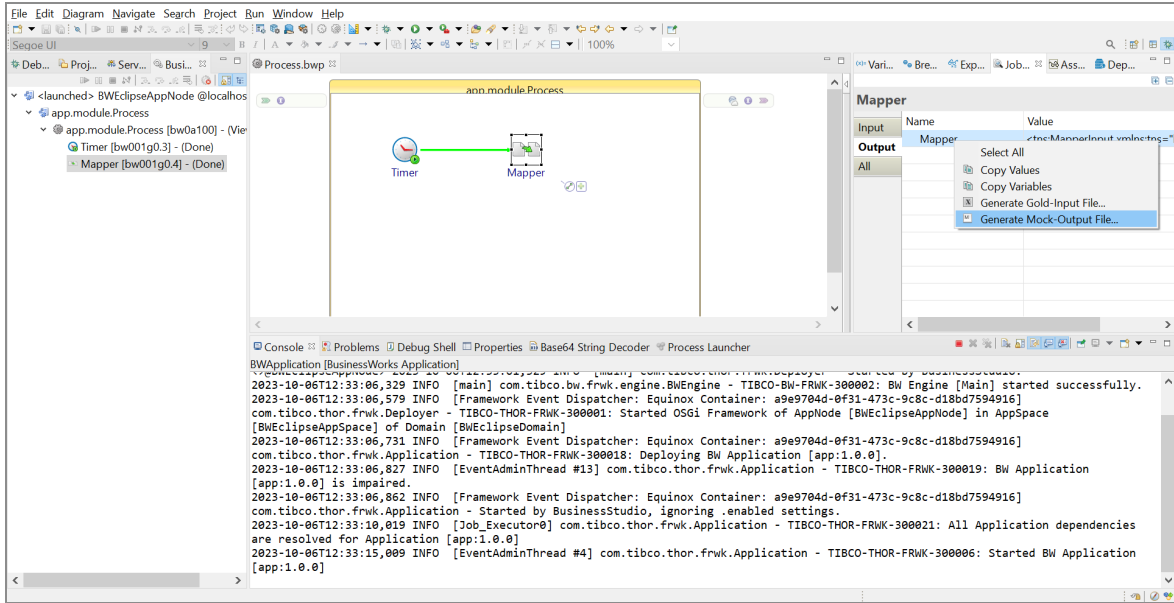 File Edit Diagram Navigate Search Project Run Window Help
Segoe UI 9 B I A 100%
Deb... Proj... Serv... Busi...
Process.bwp
Vari... Bre... Exp... Job... Ass... Dep...
<launched> BWEclipseAppNode @localhos
app.module.Process
app.module.Process [bw0a100] - (Vie
Timer [bw001g0.3] - (Done)
Mapper [bw001g0.4] - (Done)
app.module.Process
Timer
Mapper
Mapper
Input
Output
All
Name Value
Mapper <tns:MapperInput xmlns:tns="
Select All
Copy Values
Copy Variables
Generate Gold-Input File...
Generate Mock-Output File...
Console Problems Debug Shell Properties Base64 String Decoder Process Launcher
BWApplication [BusinessWorks Application]
2023-10-06T12:33:06,329 INFO [main] com.tibco.bw.frwk.engine.BWEngine - TIBCO-BW-FRWK-300002: BW Engine [Main] started successfully.
2023-10-06T12:33:06,579 INFO [Framework Event Dispatcher: Equinox Container: a9e9704d-0f31-473c-9c8c-d18bd7594916]
com.tibco.thor.frwk.Deployer - TIBCO-THOR-FRWK-300001: Started OSGi Framework of AppNode [BWEclipseAppNode] in AppSpace
[BWEclipseAppSpace] of Domain [BWEclipseDomain]
2023-10-06T12:33:06,731 INFO [Framework Event Dispatcher: Equinox Container: a9e9704d-0f31-473c-9c8c-d18bd7594916]
com.tibco.thor.frwk.Application - TIBCO-THOR-FRWK-300018: Deploying BW Application [app:1.0.0].
2023-10-06T12:33:06,827 INFO [EventAdminThread #13] com.tibco.thor.frwk.Application - TIBCO-THOR-FRWK-300019: BW Application
[app:1.0.0] is impaired.
2023-10-06T12:33:06,862 INFO [Framework Event Dispatcher: Equinox Container: a9e9704d-0f31-473c-9c8c-d18bd7594916]
com.tibco.thor.frwk.Application - Started by BusinessStudio, ignoring .enabled settings.
2023-10-06T12:33:10,019 INFO [Job_Executor0] com.tibco.thor.frwk.Application - TIBCO-THOR-FRWK-300021: All Application dependencies
are resolved for Application [app:1.0.0]
2023-10-06T12:33:15,009 INFO [EventAdminThread #4] com.tibco.thor.frwk.Application - TIBCO-THOR-FRWK-300006: Started BW Application
[app:1.0.0]